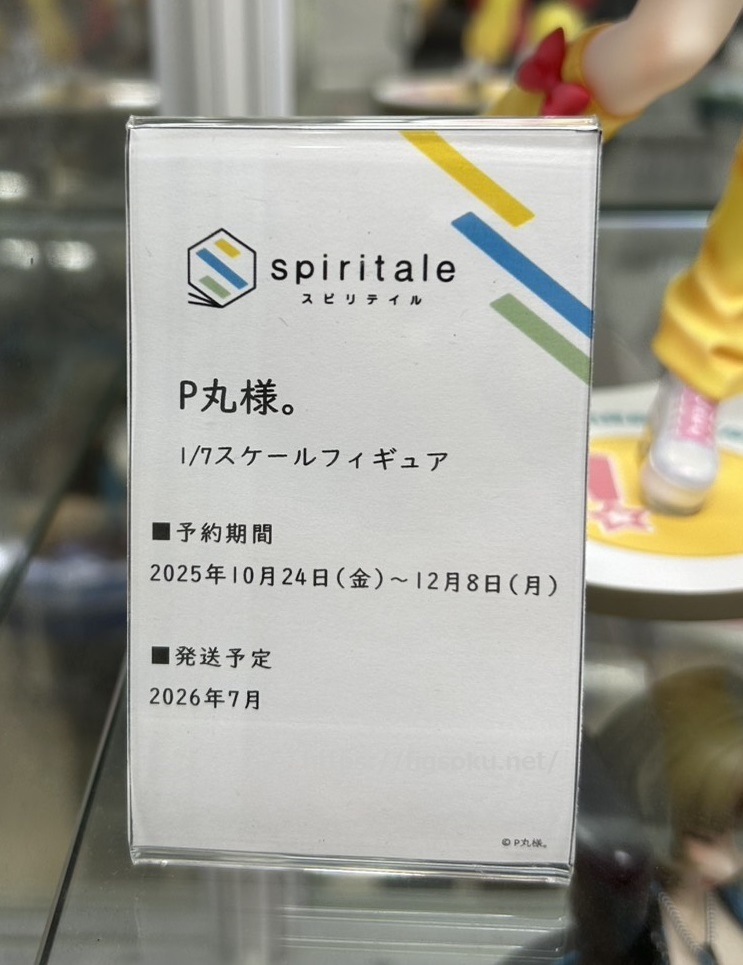 spiritale
スピリテイル
P丸様。
1/7スケールフィギュア
■予約期間
2025年10月24日(金)～12月8日(月)
■発送予定
2026年7月
https://figsoku.net/
© P丸様。